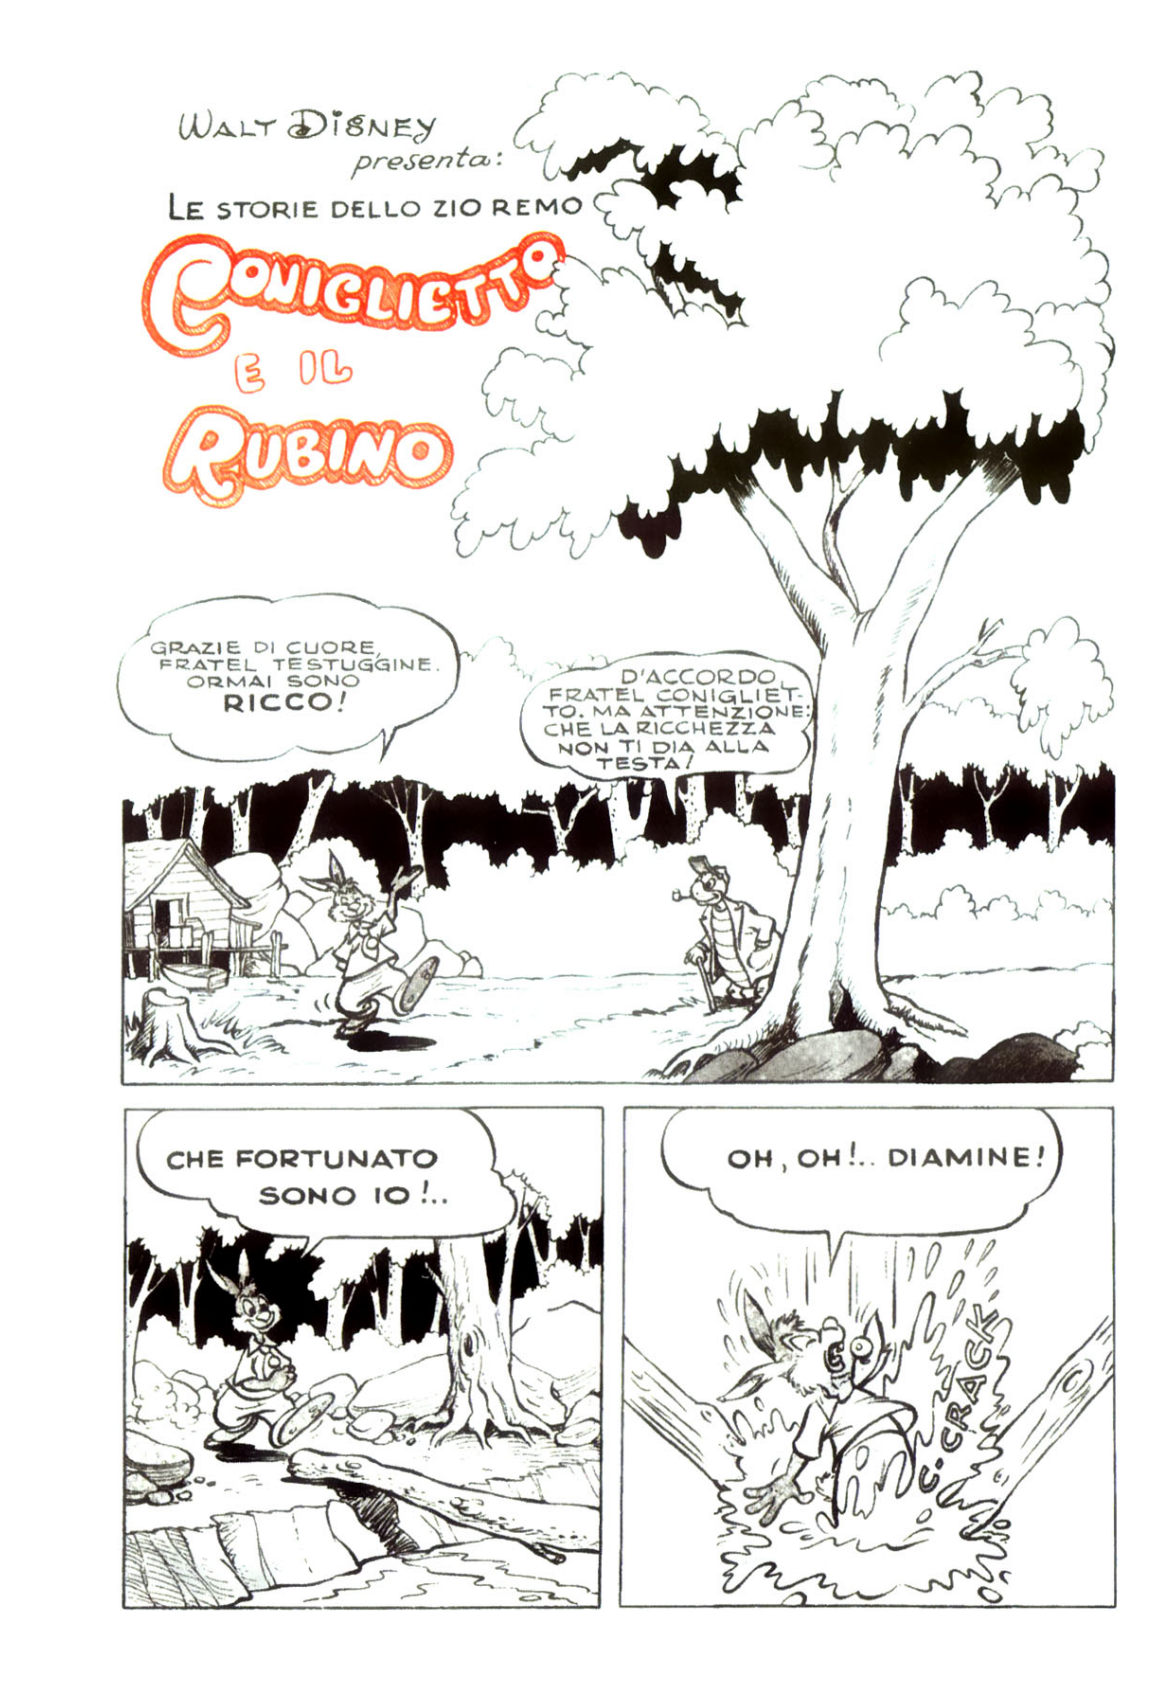 WALT DISNEY
presenta:
LE STORIE DELLO ZIO REMO
CONIGLIETTO
E IL
RUBINO
GRAZIE DI CUORE,
FRATEL TESTUGGINE.
ORMAI SONO
RICCO!
D'ACCORDO,
FRATEL CONIGLIET-
TO. MA ATTENZIONE:
CHE LA RICCHEZZA
NON TI DIA ALLA
TESTA!
CHE FORTUNATO
SONO IO!..
OH, OH!.. DIAMINE!
C.CRACK